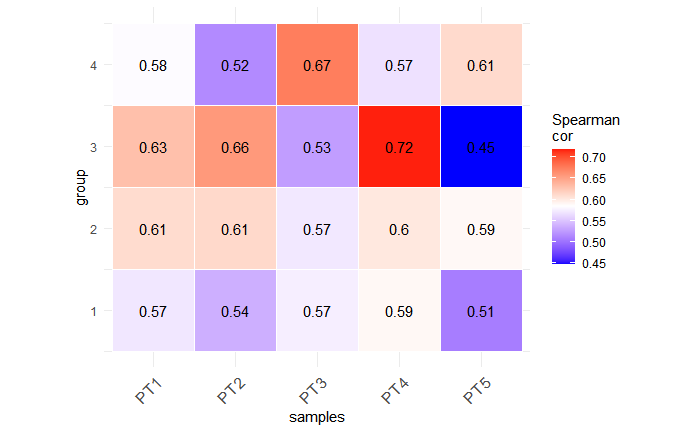 4 0.58 0.52 0.67 0.57 0.61
3 0.63 0.66 0.53 0.72 0.45
2 0.61 0.61 0.57 0.6 0.59
1 0.57 0.54 0.57 0.59 0.51
group
PT1 PT2 PT3 PT4 PT5
samples
Spearman
cor
0.70
0.65
0.60
0.55
0.50
0.45